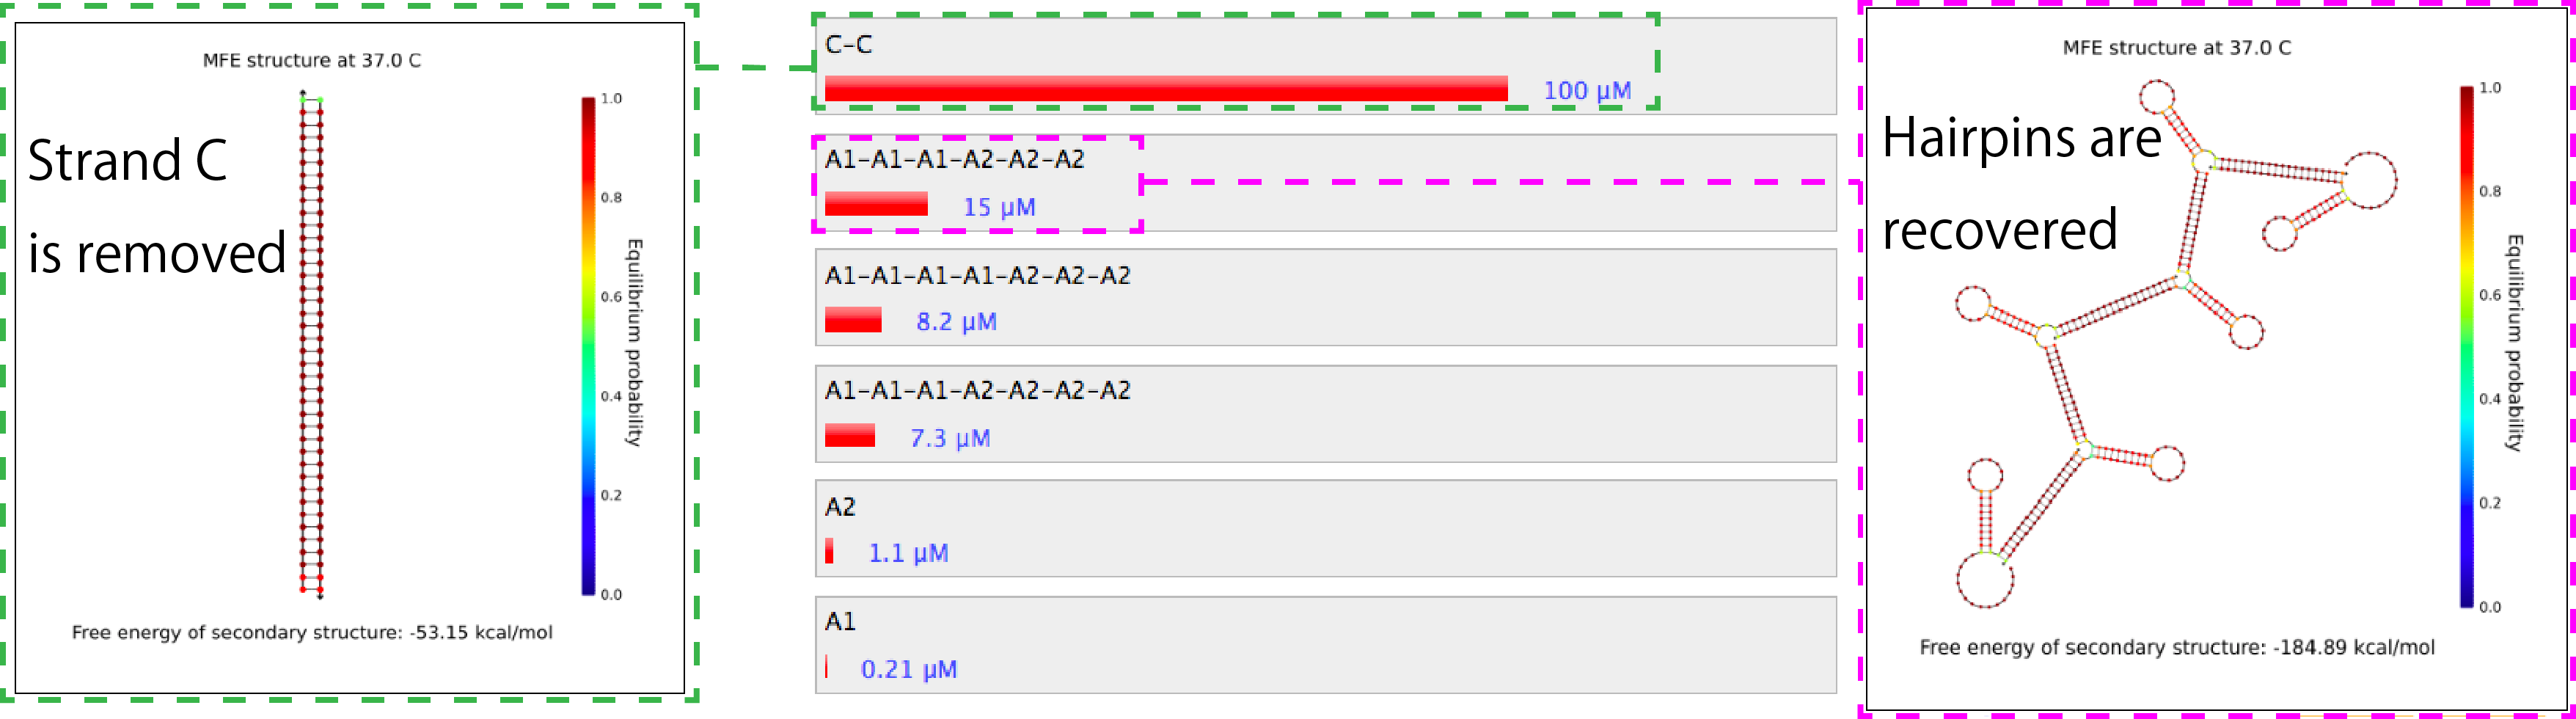 MFE structure at 37.0 C
Strand C
is removed
1.0
0.8
0.6
0.4
0.2
0.0
Equilibrium probability
Free energy of secondary structure: -53.15 kcal/mol
C-C
100 µM
A1-A1-A1-A2-A2-A2
15 µM
A1-A1-A1-A1-A2-A2-A2
8.2 µM
A1-A1-A1-A2-A2-A2-A2
7.3 µM
A2
1.1 µM
A1
0.21 µM
MFE structure at 37.0 C
Hairpins are
recovered
1.0
0.8
0.6
0.4
0.2
0.0
Equilibrium probability
Free energy of secondary structure: -184.89 kcal/mol